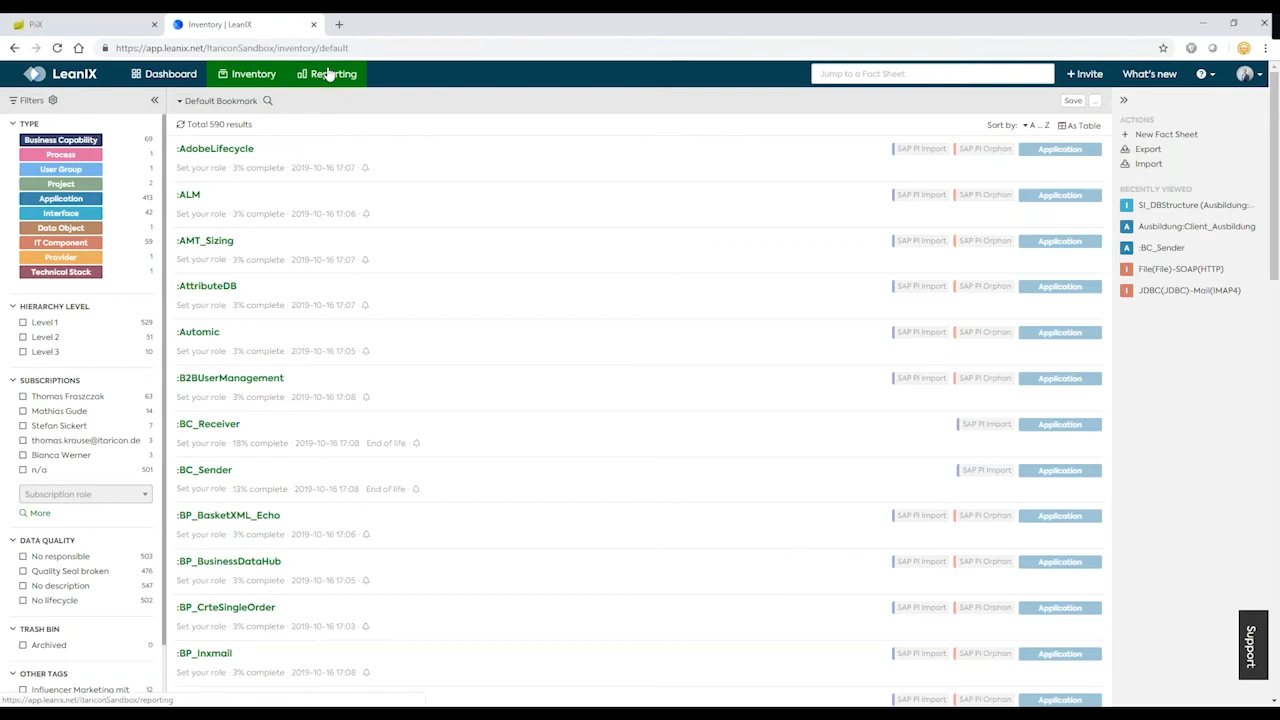 PiiX
Inventory | LeanIX
https://app.leanix.net/ItariconSandbox/inventory/default
LeanIX
Dashboard
Inventory
Reporting
Jump to a Fact Sheet
+ Invite
What's new
Filters
Default Bookmark
Save
...
TYPE
Business Capability 69
Process 1
User Group 1
Project 2
Application 413
Interface 42
Data Object 1
IT Component 59
Provider 1
Technical Stack 1
HIERARCHY LEVEL
Level 1 529
Level 2 51
Level 3 10
SUBSCRIPTIONS
Thomas Fraszczak 63
Mathias Gude 14
Stefan Sickert 7
thomas.krause@itaricon.de 3
Bianca Werner 3
n/a 501
Subscription role
More
DATA QUALITY
No responsible 503
Quality Seal broken 476
No description 547
No lifecycle 502
TRASH BIN
Archived 0
OTHER TAGS
Influencer Marketing mit 12
https://app.leanix.net/ItariconSandbox/reporting
Total 590 results
Sort by: A ... Z As Table
:AdobeLifecycle SAP PI Import SAP PI Orphan Application
Set your role · 3% complete · 2019-10-16 17:07
:ALM SAP PI Import SAP PI Orphan Application
Set your role · 3% complete · 2019-10-16 17:06
:AMT_Sizing SAP PI Import SAP PI Orphan Application
Set your role · 3% complete · 2019-10-16 17:07
:AttributeDB SAP PI Import SAP PI Orphan Application
Set your role · 3% complete · 2019-10-16 17:07
:Automic SAP PI Import SAP PI Orphan Application
Set your role · 3% complete · 2019-10-16 17:05
:B2BUserManagement SAP PI Import SAP PI Orphan Application
Set your role · 3% complete · 2019-10-16 17:08
:BC_Receiver SAP PI Import Application
Set your role · 18% complete · 2019-10-16 17:08 End of life
:BC_Sender SAP PI Import Application
Set your role · 13% complete · 2019-10-16 17:08 End of life
:BP_BasketXML_Echo SAP PI Import SAP PI Orphan Application
Set your role · 3% complete · 2019-10-16 17:06
:BP_BusinessDataHub SAP PI Import SAP PI Orphan Application
Set your role · 3% complete · 2019-10-16 17:05
:BP_CrteSingleOrder SAP PI Import SAP PI Orphan Application
Set your role · 3% complete · 2019-10-16 17:03
:BP_Inxmail SAP PI Import SAP PI Orphan Application
Set your role · 3% complete · 2019-10-16 17:08
SAP PI Import SAP PI Orphan Application
ACTIONS
New Fact Sheet
Export
Import
RECENTLY VIEWED
I SI_DBStructure (Ausbildung:...
A Ausbildung:Client_Ausbildung
A :BC_Sender
I File(File)-SOAP(HTTP)
I JDBC(JDBC)-Mail(IMAP4)
Support